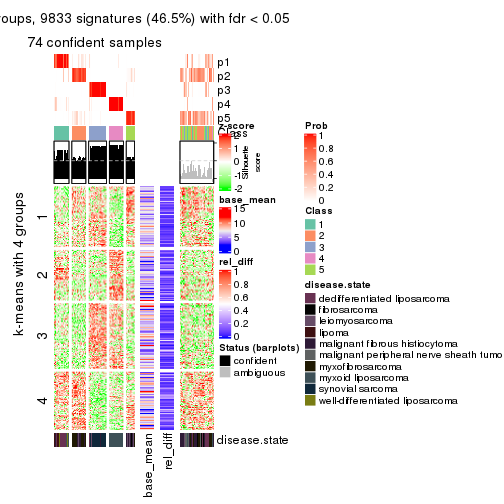 roups, 9833 signatures (46.5%) with fdr < 0.05
74 confident samples
p1
p2
p3
p4
p5
Class
z-score
2
1
0
-1
-2
Silhouette
score
base_mean
15
10
5
0
rel_diff
1
0.8
0.6
0.4
0.2
0
Status (barplots)
confident
ambiguous
Prob
1
0.8
0.6
0.4
0.2
0
Class
1
2
3
4
5
disease.state
dedifferentiated liposarcoma
fibrosarcoma
leiomyosarcoma
lipoma
malignant fibrous histiocytoma
malignant peripheral nerve sheath tumo
myxofibrosarcoma
myxoid liposarcoma
synovial sarcoma
well-differentiated liposarcoma
k-means with 4 groups
1
2
3
4
disease.state
base_mean
rel_diff